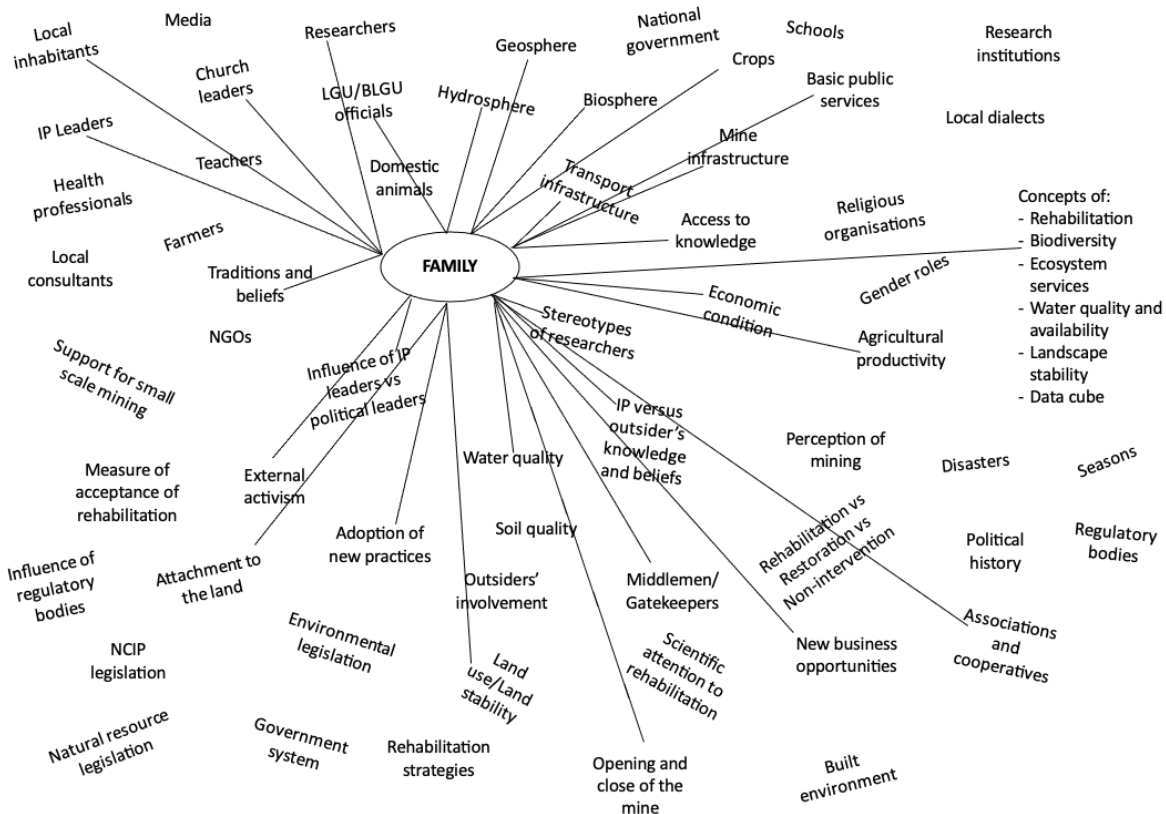 Local
inhabitants
Media
Researchers
Geosphere
National
government
Schools
Research
institutions
Church
leaders
LGU/BLGU
officials
Hydrosphere
Biosphere
Crops
Basic public
services
Local dialects
IP Leaders
Teachers
Domestic
animals
Transport
infrastructure
Mine
infrastructure
Health
professionals
Farmers
Access to
knowledge
Religious
organisations
Concepts of:
- Rehabilitation
- Biodiversity
- Ecosystem
services
- Water quality and
availability
- Landscape
stability
- Data cube
Local
consultants
Traditions and
beliefs
FAMILY
Gender roles
Economic
condition
Stereotypes
of researchers
Agricultural
productivity
NGOs
Support for small
scale mining
Influence of IP
leaders vs
political leaders
IP versus
outsider's
knowledge
and beliefs
Perception of
mining
Disasters
Seasons
Measure of
acceptance of
rehabilitation
External
activism
Water quality
Adoption of
new practices
Soil quality
Rehabilitation vs
Restoration vs
Non-intervention
Political
history
Regulatory
bodies
Influence of
regulatory
bodies
Attachment to
the land
Outsiders'
involvement
Middlemen/
Gatekeepers
NCIP
legislation
Environmental
legislation
Land
use/Land
stability
Scientific
attention to
rehabilitation
New business
opportunities
Associations
and
cooperatives
Natural resource
legislation
Government
system
Rehabilitation
strategies
Opening and
close of the
mine
Built
environment